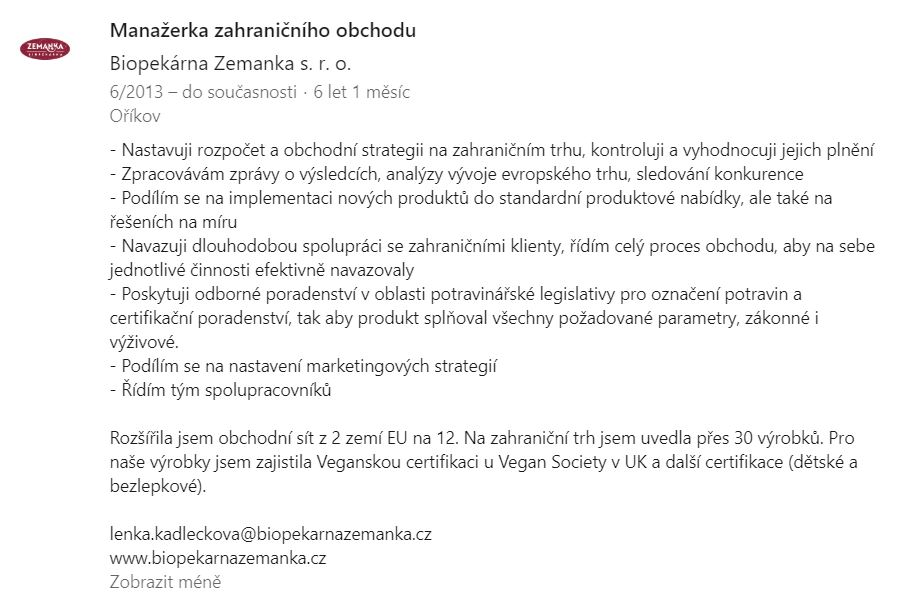 Manažerka zahraničního obchodu
ZEMANKA
Biopekárna Zemanka s. r. o.
6/2013 – do současnosti · 6 let 1 měsíc
Oříkov
- Nastavuji rozpočet a obchodní strategii na zahraničním trhu, kontroluji a vyhodnocuji jejich plnění
- Zpracovávám zprávy o výsledcích, analýzy vývoje evropského trhu, sledování konkurence
- Podílím se na implementaci nových produktů do standardní produktové nabídky, ale také na
řešeních na míru
- Navazuji dlouhodobou spolupráci se zahraničními klienty, řídím celý proces obchodu, aby na sebe
jednotlivé činnosti efektivně navazovaly
- Poskytuji odborné poradenství v oblasti potravinářské legislativy pro označení potravin a
certifikační poradenství, tak aby produkt splňoval všechny požadované parametry, zákonné i
výživové.
- Podílím se na nastavení marketingových strategií
- Řídím tým spolupracovníků
Rozšířila jsem obchodní sít z 2 zemí EU na 12. Na zahraniční trh jsem uvedla přes 30 výrobků. Pro
naše výrobky jsem zajistila Veganskou certifikaci u Vegan Society v UK a další certifikace (dětské a
bezlepkové).
lenka.kadleckova@biopekarnazemanka.cz
www.biopekarnazemanka.cz
Zobrazit méně